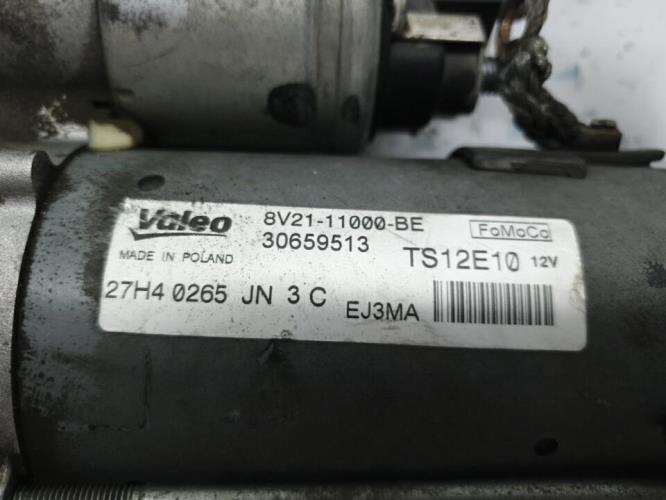 Valeo 8V21-11000-BE FoMoCo
30659513
MADE IN POLAND TS12E10 12V
27H4 0265 JN 3 C EJ3MA